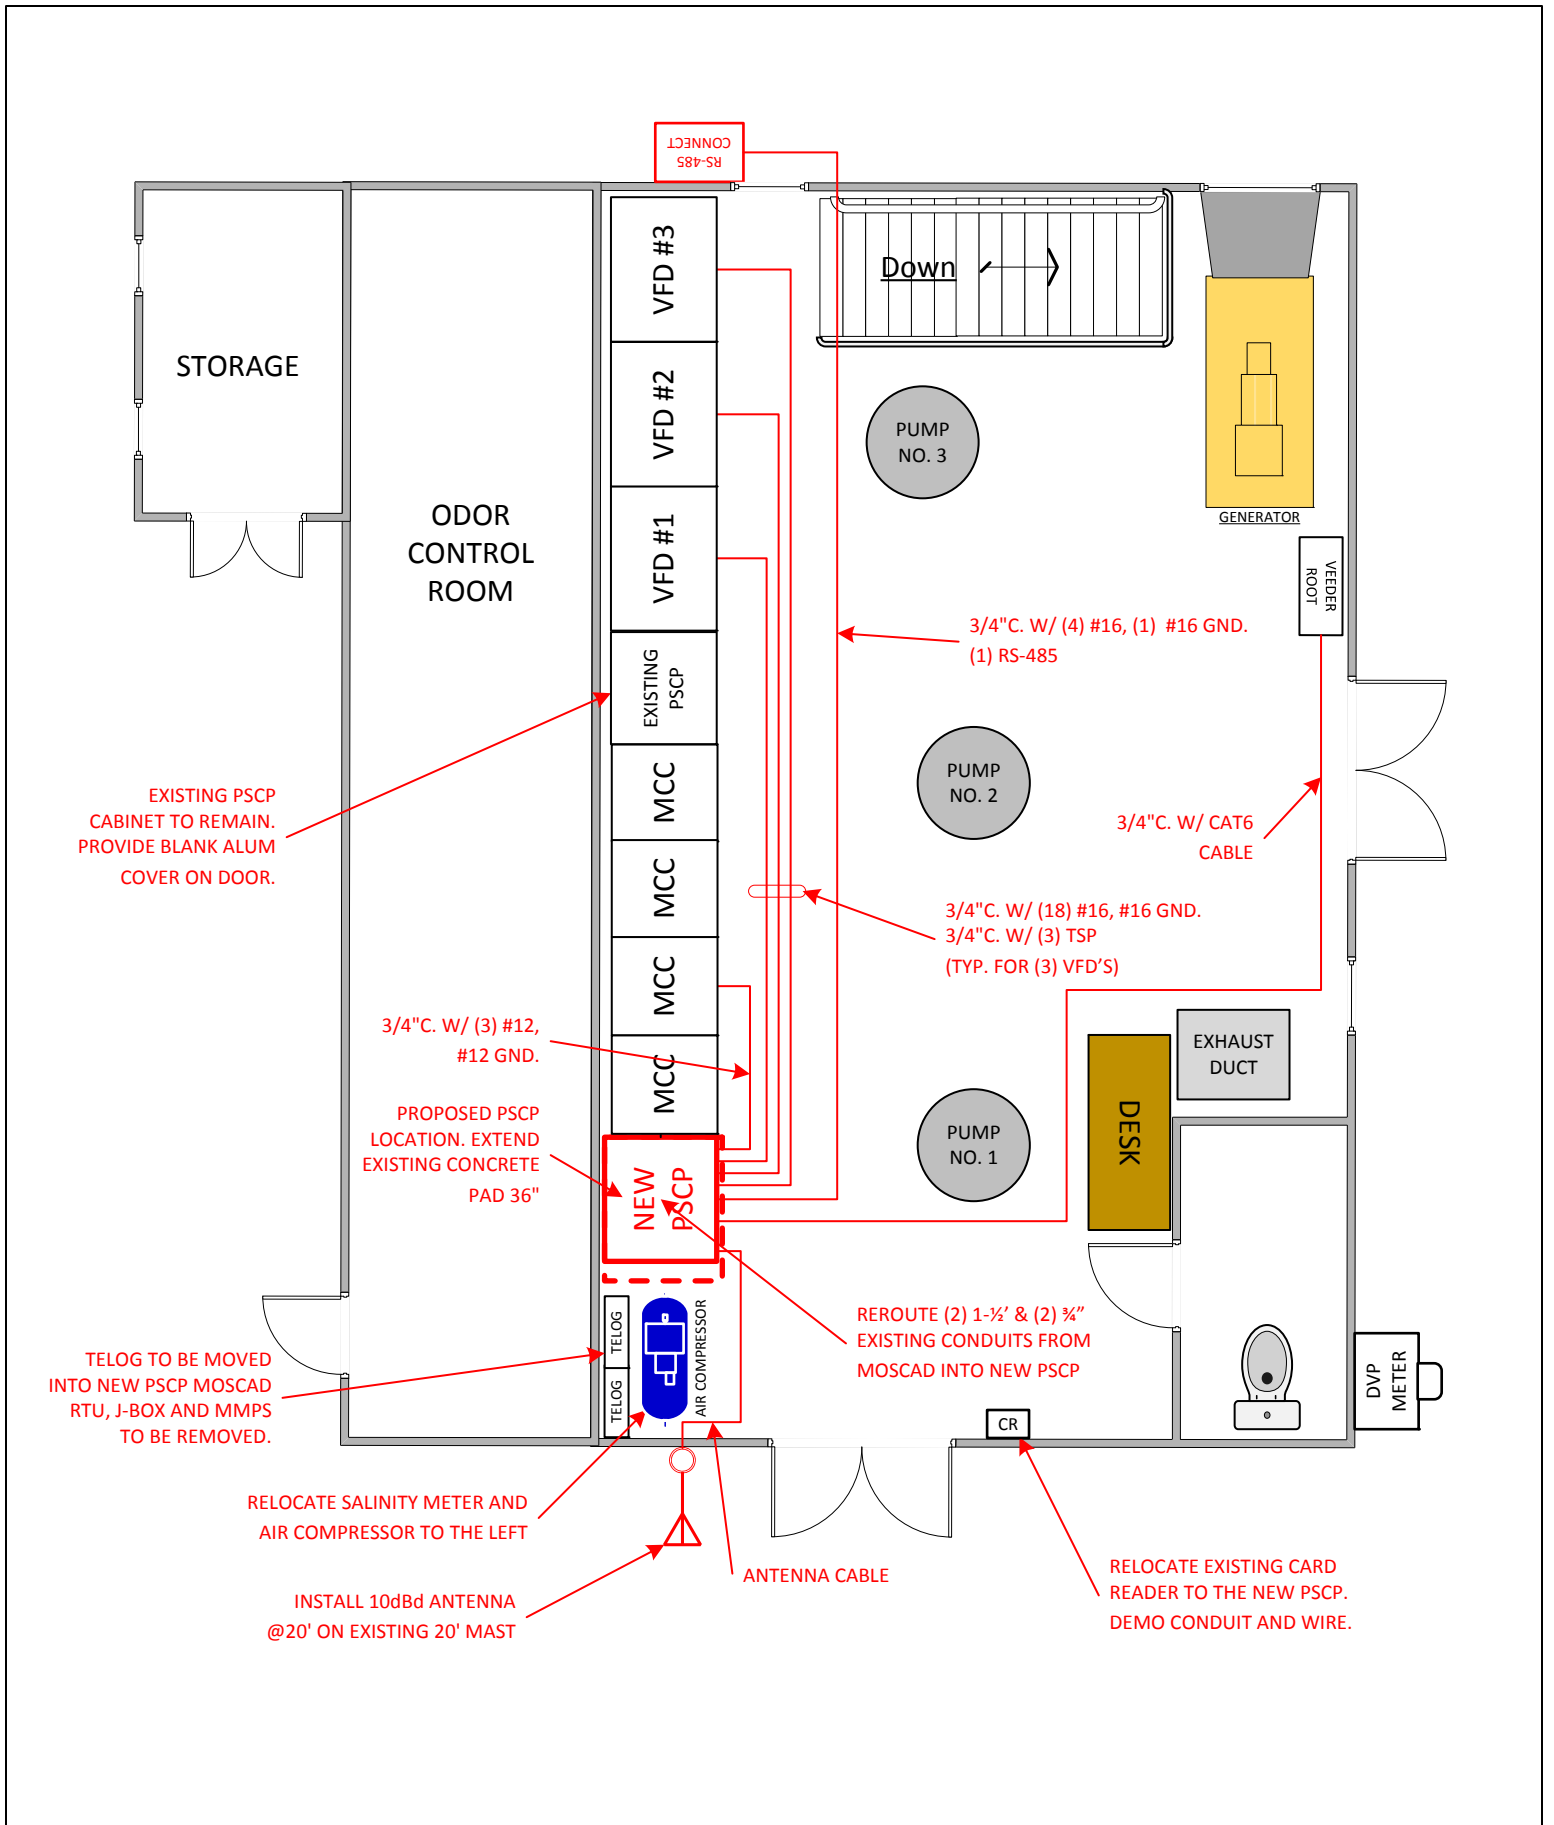 RS-485
CONNECT
VFD #3
Down
STORAGE
VFD #2
PUMP
NO. 3
ODOR
CONTROL
ROOM
VFD #1
GENERATOR
VEEDER
ROOT
3/4"C. W/ (4) #16, (1)  #16 GND.
(1) RS-485
EXISTING
PSCP
EXISTING PSCP
CABINET TO REMAIN.
PROVIDE BLANK ALUM
COVER ON DOOR.
MCC
PUMP
NO. 2
3/4"C. W/ CAT6
CABLE
MCC
3/4"C. W/ (18) #16, #16 GND.
3/4"C. W/ (3) TSP
(TYP. FOR (3) VFD'S)
MCC
3/4"C. W/ (3) #12,
#12 GND.
MCC
EXHAUST
DUCT
DESK
PROPOSED PSCP
LOCATION. EXTEND
EXISTING CONCRETE
PAD 36"
PUMP
NO. 1
NEW
PSCP
TELOG
TELOG
AIR COMPRESSOR
REROUTE (2) 1-½’ & (2) ¾”
EXISTING CONDUITS FROM
MOSCAD INTO NEW PSCP
TELOG TO BE MOVED
INTO NEW PSCP MOSCAD
RTU, J-BOX AND MMPS
TO BE REMOVED.
DVP
METER
CR
RELOCATE SALINITY METER AND
AIR COMPRESSOR TO THE LEFT
ANTENNA CABLE
INSTALL 10dBd ANTENNA
@20' ON EXISTING 20' MAST
RELOCATE EXISTING CARD
READER TO THE NEW PSCP.
DEMO CONDUIT AND WIRE.